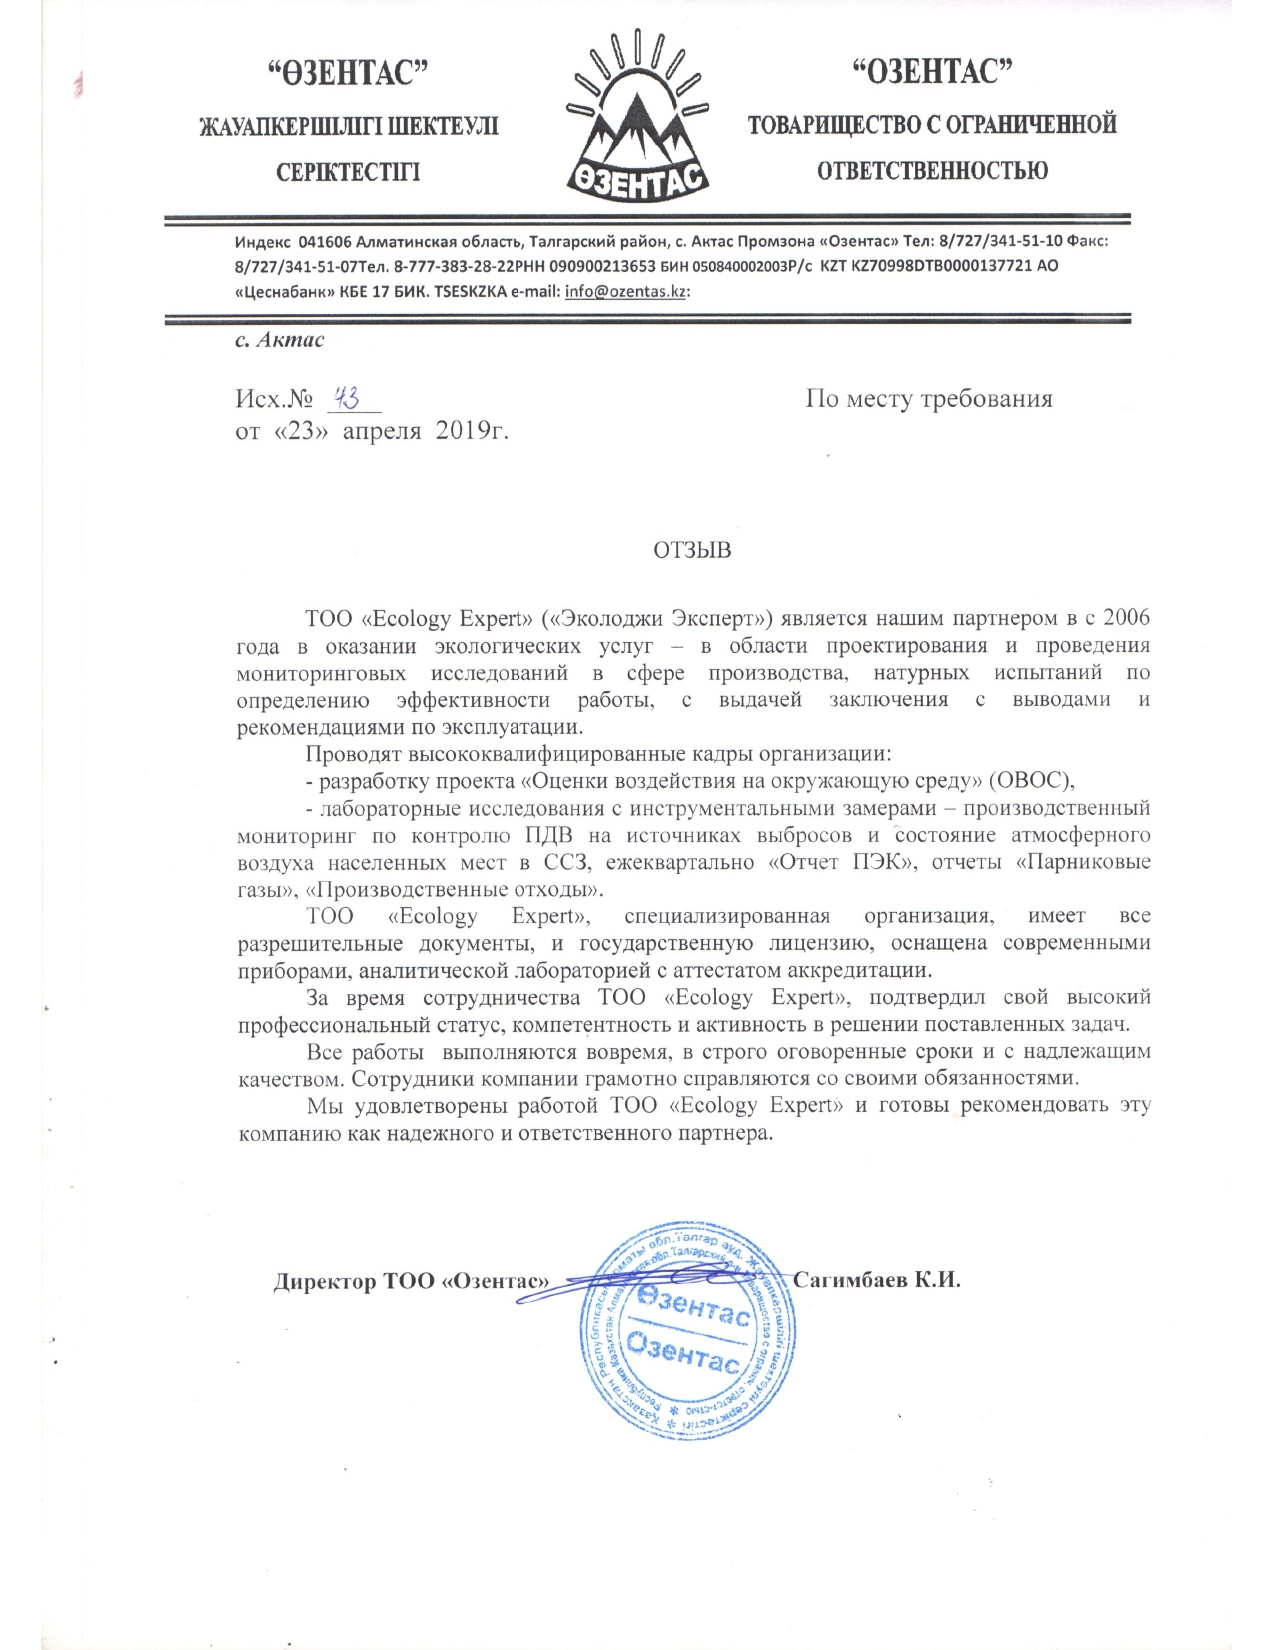 “ӨЗЕНТАС”
ЖАУАПКЕРШІЛІГІ ШЕКТЕУЛІ
СЕРІКТЕСТІГІ
ӨЗЕНТАС
“ОЗЕНТАС”
ТОВАРИЩЕСТВО С ОГРАНИЧЕННОЙ
ОТВЕТСТВЕННОСТЬЮ
Индекс 041606 Алматинская область, Талгарский район, с. Актас Промзона «Озентас» Тел: 8/727/341-51-10 Факс:
8/727/341-51-07Тел. 8-777-383-28-22РНН 090900213653 БИН 050840002003Р/с KZT KZ70998DTB0000137721 АО
«Цеснабанк» КБЕ 17 БИК. TSESKZKA e-mail: info@ozentas.kz:
с. Актас
Исх.№ 43 По месту требования
от «23» апреля 2019г.
ОТЗЫВ
ТОО «Ecology Expert» («Эколоджи Эксперт») является нашим партнером в с 2006
года в оказании экологических услуг – в области проектирования и проведения
мониторинговых исследований в сфере производства, натурных испытаний по
определению эффективности работы, с выдачей заключения с выводами и
рекомендациями по эксплуатации.
Проводят высококвалифицированные кадры организации:
- разработку проекта «Оценки воздействия на окружающую среду» (ОВОС),
- лабораторные исследования с инструментальными замерами – производственный
мониторинг по контролю ПДВ на источниках выбросов и состояние атмосферного
воздуха населенных мест в ССЗ, ежеквартально «Отчет ПЭК», отчеты «Парниковые
газы», «Производственные отходы».
ТОО «Ecology Expert», специализированная организация, имеет все
разрешительные документы, и государственную лицензию, оснащена современными
приборами, аналитической лабораторией с аттестатом аккредитации.
За время сотрудничества ТОО «Ecology Expert», подтвердил свой высокий
профессиональный статус, компетентность и активность в решении поставленных задач.
Все работы выполняются вовремя, в строго оговоренные сроки и с надлежащим
качеством. Сотрудники компании грамотно справляются со своими обязанностями.
Мы удовлетворены работой ТОО «Ecology Expert» и готовы рекомендовать эту
компанию как надежного и ответственного партнера.
Директор ТОО «Озентас» Сагимбаев К.И.
Өзентас
Озентас